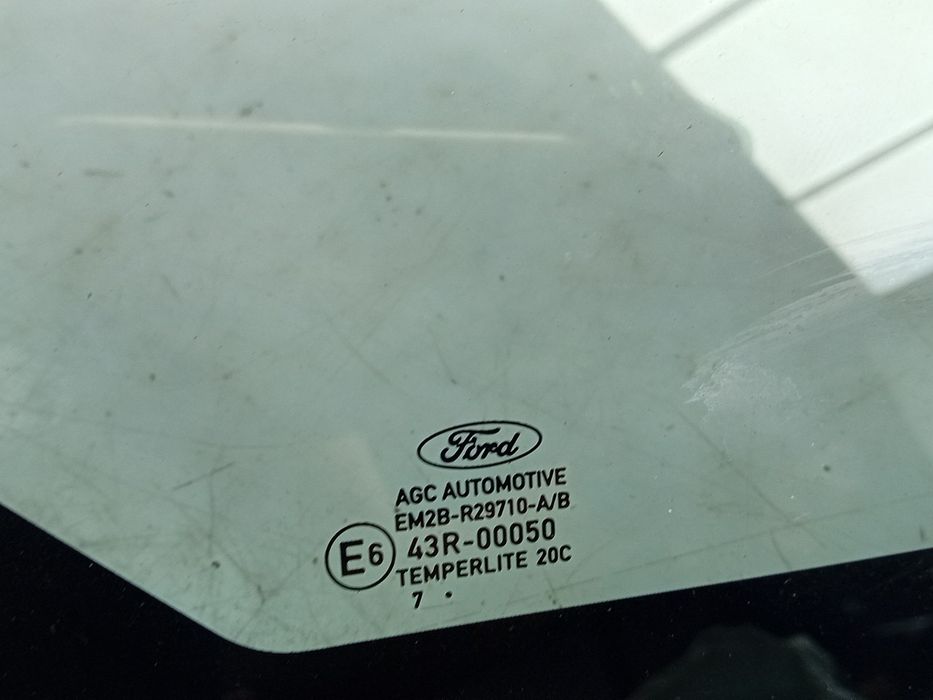 Ford
AGC AUTOMOTIVE
EM2B-R29710-A/B
E6 43R-00050
TEMPERLITE 20C
7 •